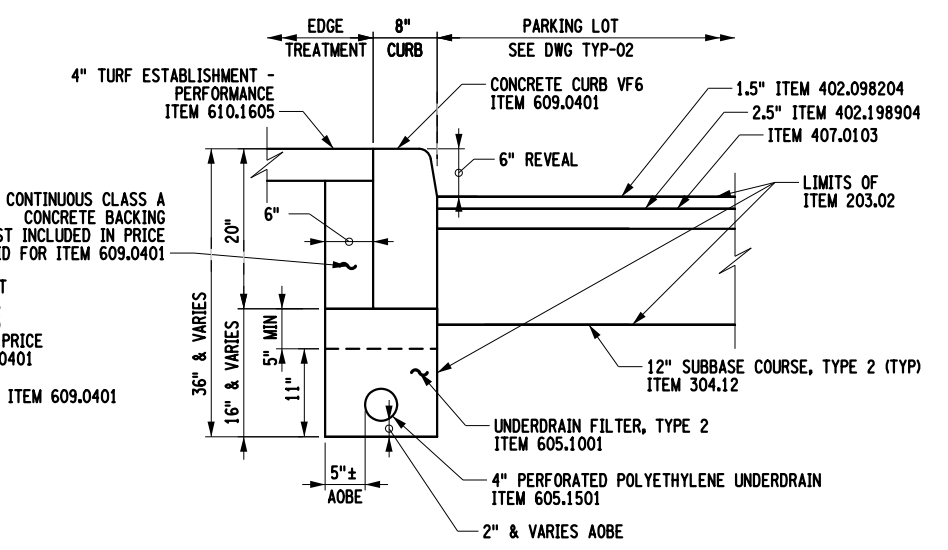 EDGE
TREATMENT
8"
CURB
PARKING LOT
SEE DWG TYP-02
4" TURF ESTABLISHMENT -
PERFORMANCE
ITEM 610.1605
CONCRETE CURB VF6
ITEM 609.0401
1.5" ITEM 402.098204
2.5" ITEM 402.198904
ITEM 407.0103
6" REVEAL
LIMITS OF
ITEM 203.02
CONTINUOUS CLASS A
CONCRETE BACKING
ST INCLUDED IN PRICE
ED FOR ITEM 609.0401
6"
20"
36" & VARIES
16" & VARIES
5" MIN
11"
PRICE
0401
ITEM 609.0401
12" SUBBASE COURSE, TYPE 2 (TYP)
ITEM 304.12
UNDERDRAIN FILTER, TYPE 2
ITEM 605.1001
4" PERFORATED POLYETHYLENE UNDERDRAIN
ITEM 605.1501
5"±
AOBE
2" & VARIES AOBE